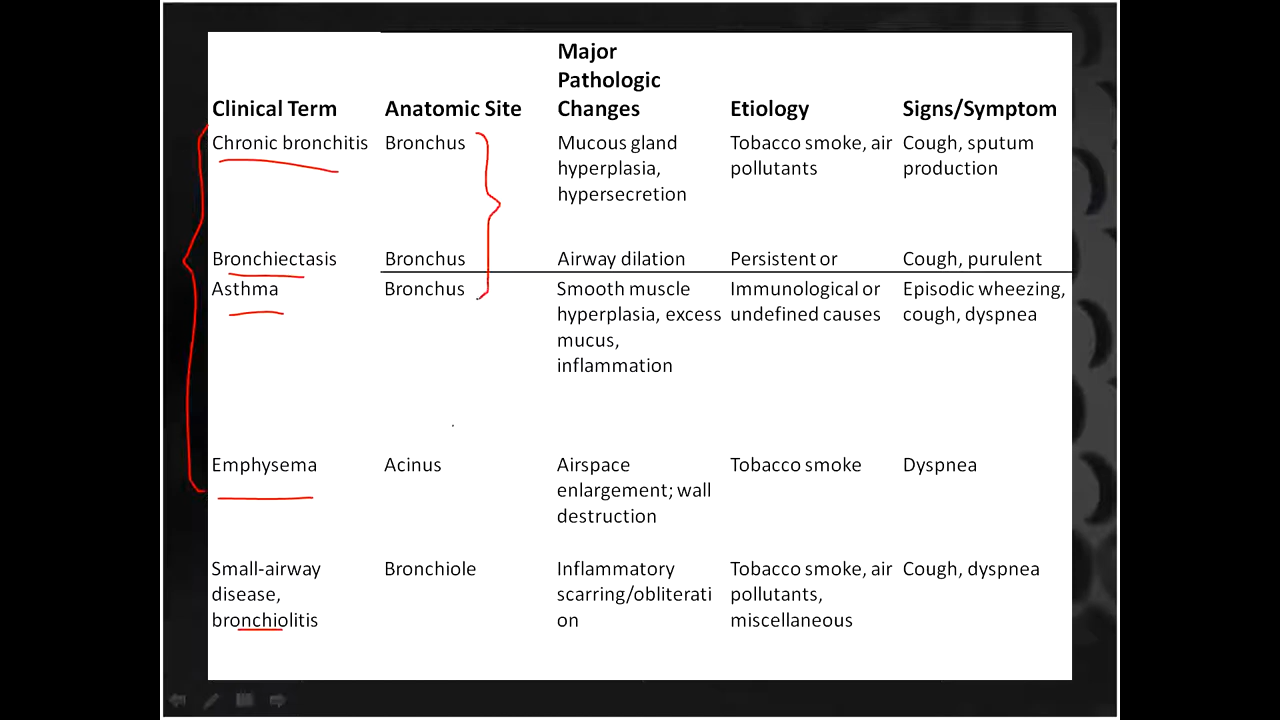 Clinical Term Anatomic Site Major Pathologic Changes Etiology Signs/Symptom
Chronic bronchitis Bronchus Mucous gland Tobacco smoke, air Cough, sputum
hyperplasia, pollutants production
hypersecretion
Bronchiectasis Bronchus Airway dilation Persistent or Cough, purulent
Asthma Bronchus Smooth muscle Immunological or Episodic wheezing,
hyperplasia, excess undefined causes cough, dyspnea
mucus,
inflammation
Emphysema Acinus Airspace Tobacco smoke Dyspnea
enlargement; wall
destruction
Small-airway Bronchiole Inflammatory Tobacco smoke, air Cough, dyspnea
disease, scarring/obliterati pollutants,
bronchiolitis on miscellaneous